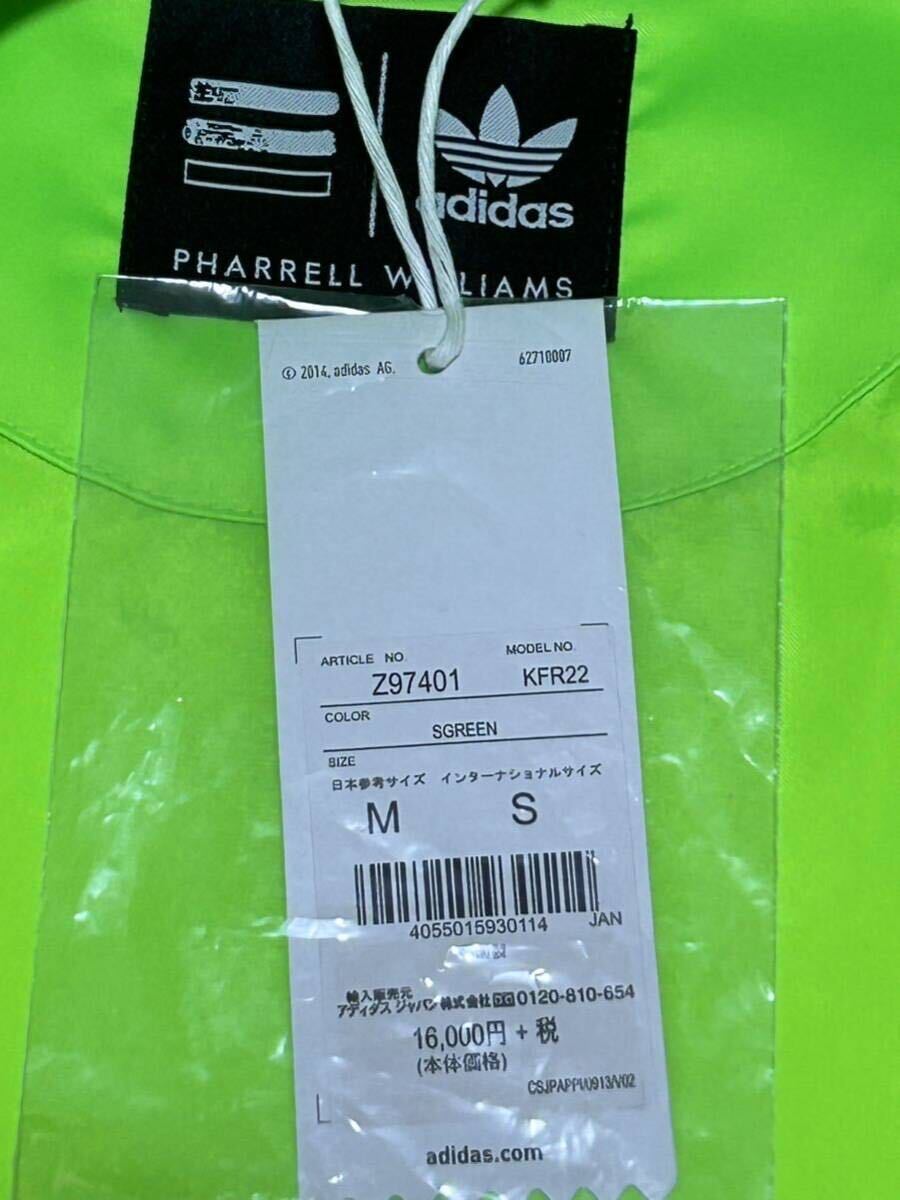 adidas
PHARRELL WILLIAMS
© 2014. adidas AG.
62710007
ARTICLE NO.
MODEL NO.
Z97401
KFR22
COLOR
SGREEN
SIZE
日本参考サイズ インターナショナルサイズ
M S
4055015930114 JAN
輸入販売元
アディダス ジャパン株式会社 0120-810-654
16,000円 + 税
(本体価格)
adidas.com